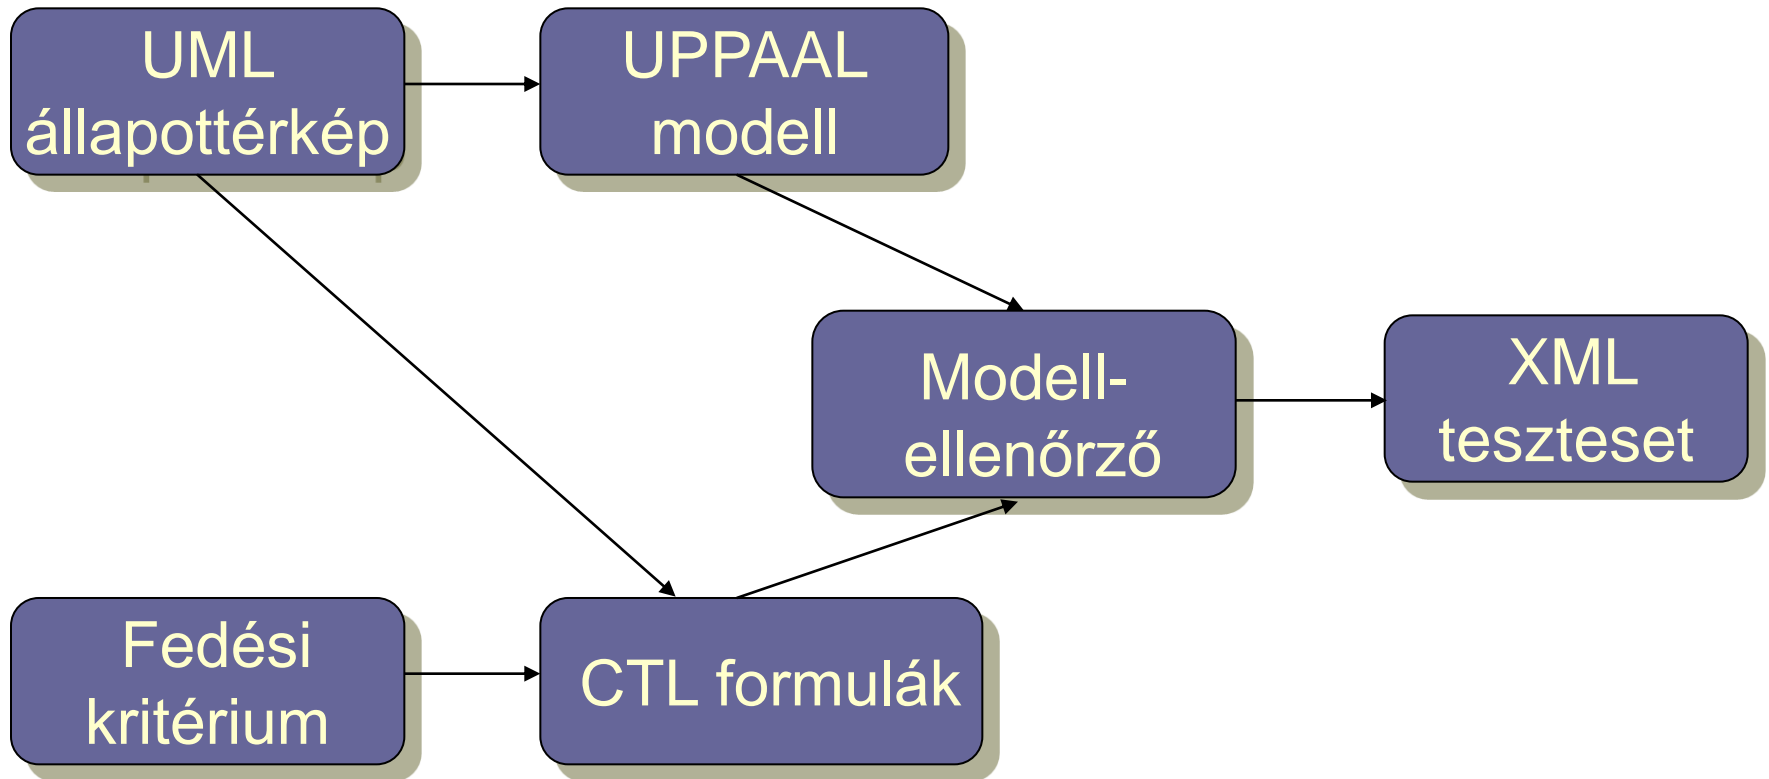 UML
állapottérkép
UPPAAL
modell
Modell-
ellenőrző
XML
teszteset
Fedési
kritérium
CTL formulák